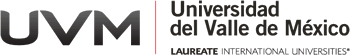 UVM
Universidad
del Valle de México
LAUREATE INTERNATIONAL UNIVERSITIES®